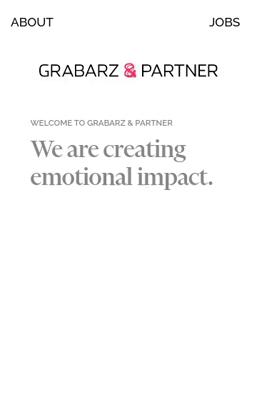 ABOUT JOBS
GRABARZ & PARTNER
WELCOME TO GRABARZ & PARTNER
We are creating
emotional impact.